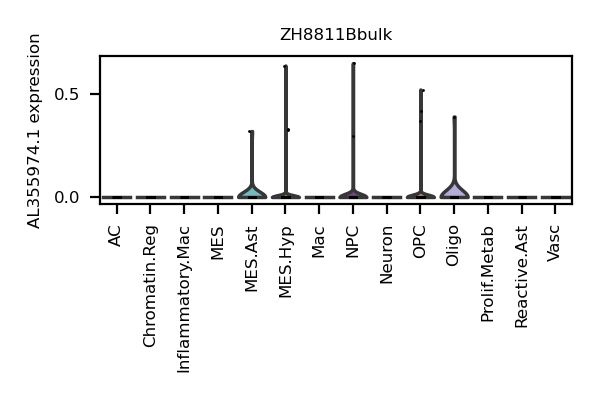 ZH8811Bbulk
AL355974.1 expression
0.5
0.0
AC
Chromatin.Reg
Inflammatory.Mac
MES
MES.Ast
MES.Hyp
Mac
NPC
Neuron
OPC
Oligo
Prolif.Metab
Reactive.Ast
Vasc